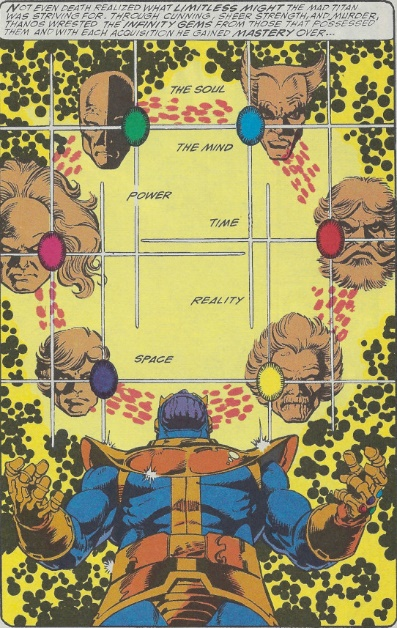 NOT EVEN DEATH REALIZED WHAT LIMITLESS MIGHT THE MAD TITAN
WAS STRIVING FOR. THROUGH CUNNING, SHEER STRENGTH, AND MURDER,
THANOS WRESTED THE INFINITY GEMS FROM THOSE THAT POSSESSED
THEM AND WITH EACH ACQUISITION HE GAINED MASTERY OVER...
THE SOUL
THE MIND
POWER
TIME
REALITY
SPACE